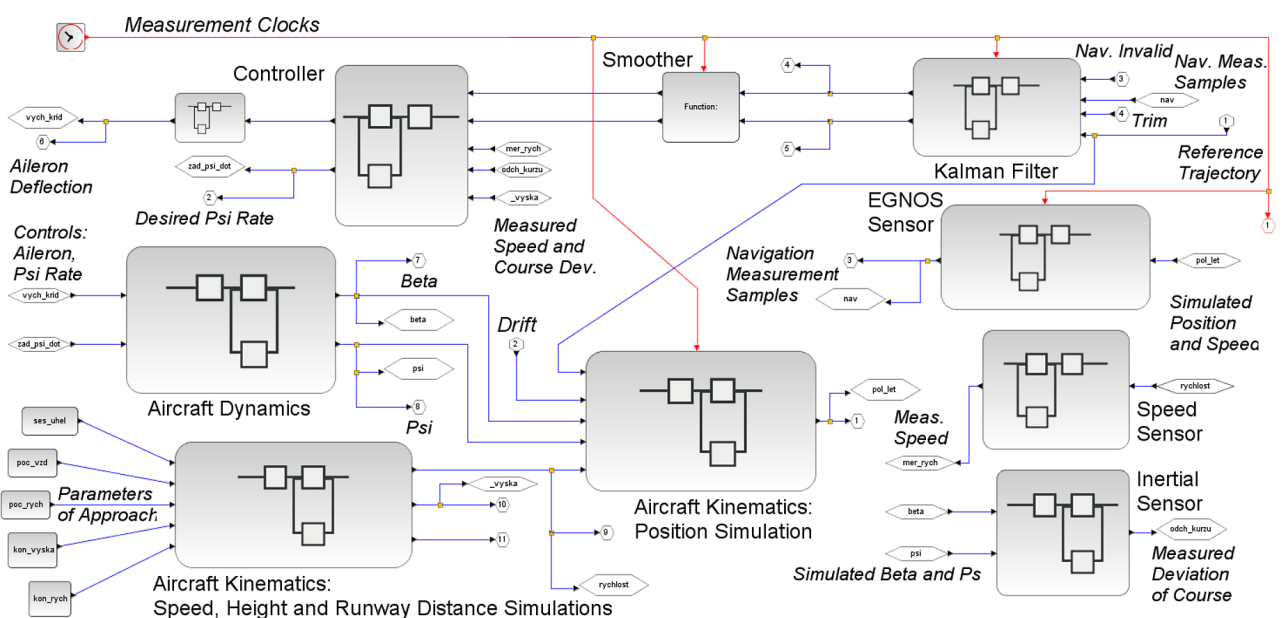 Measurement Clocks
Nav. Invalid
Nav. Meas.
Samples
Smoother
Controller
4
3
nav
4
Trim
1
Function:
vych_krid
6
Aileron
Deflection
zad_psi_dot
2
Desired Psi Rate
mer_rych
odch_kurzu
_vyska
Measured
Speed and
Course Dev.
5
Kalman Filter
Reference
Trajectory
EGNOS
Sensor
1
Controls:
Aileron,
Psi Rate
vych_krid
zad_psi_dot
7
Beta
beta
psi
8
Psi
Aircraft Dynamics
Drift
2
Navigation
Measurement
Samples
3
nav
pol_let
Simulated
Position
and Speed
pol_let
1
Meas.
Speed
mer_rych
rychlost
Speed
Sensor
ses_uhel
poc_vzd
poc_rych
kon_vyska
kon_rych
Parameters
of Approach
_vyska
10
11
9
rychlost
Aircraft Kinematics:
Position Simulation
Aircraft Kinematics:
Speed, Height and Runway Distance Simulations
Inertial
Sensor
beta
psi
Simulated Beta and Ps
odch_kurzu
Measured
Deviation
of Course